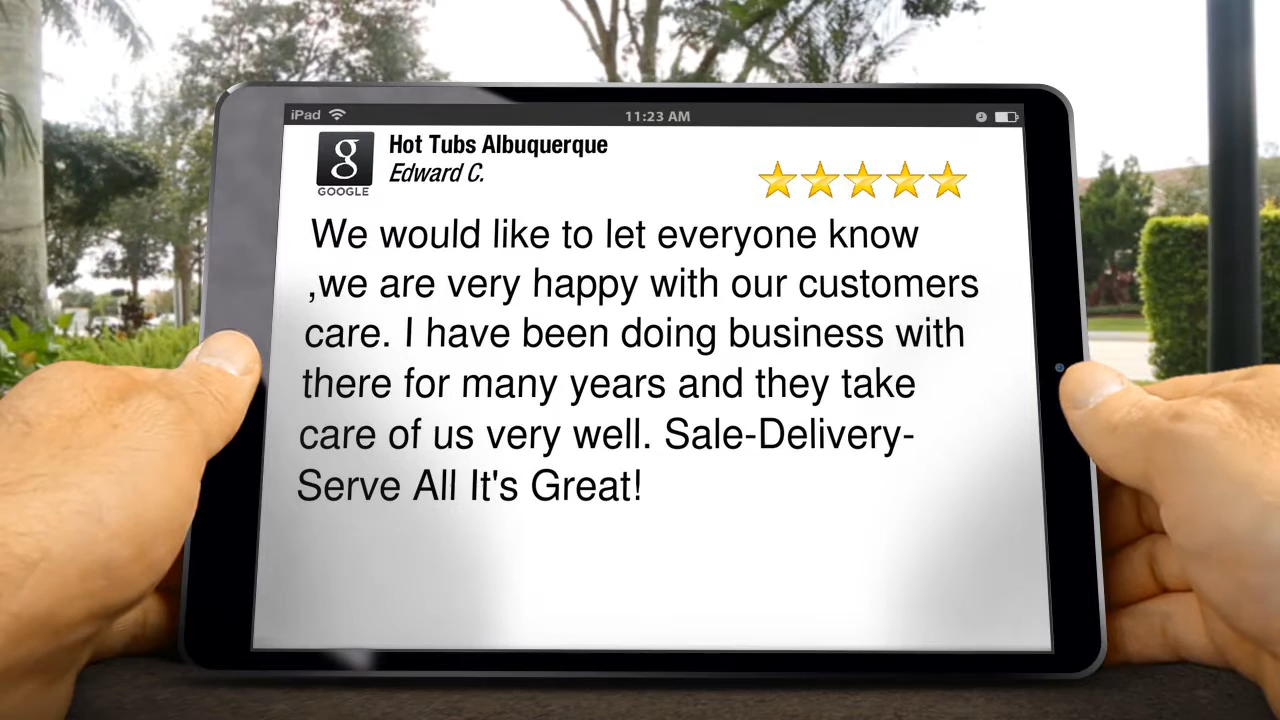 iPad 11:23 AM
g
GOOGLE
Hot Tubs Albuquerque
Edward C.
We would like to let everyone know
,we are very happy with our customers
care. I have been doing business with
there for many years and they take
care of us very well. Sale-Delivery-
Serve All It's Great!